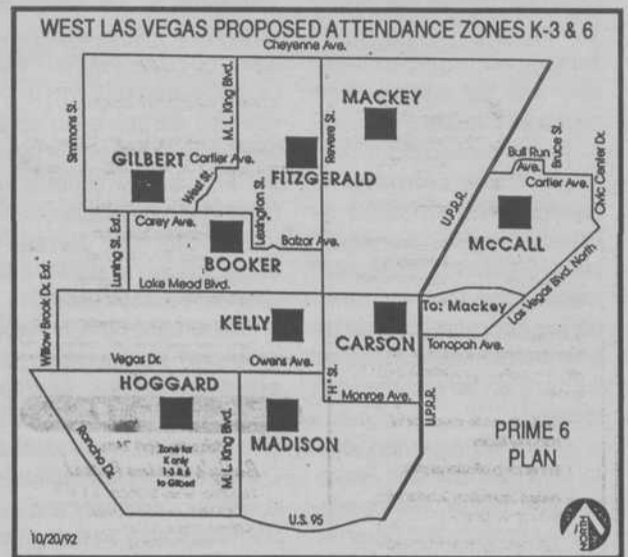 WEST LAS VEGAS PROPOSED ATTENDANCE ZONES K-3 & 6
Cheyenne Ave.
Simmons St.
M. L. King Blvd.
Revere St.
MACKEY
Bruce St.
Bull Run
Ave.
Civic Center Dr.
GILBERT
Cartier Ave.
West St.
FITZGERALD
U.P.R.R.
Cartier Ave.
Carey Ave.
Lexington St.
Balzar Ave.
McCALL
Luning St. Ext.
BOOKER
Lake Mead Blvd.
Las Vegas Blvd. North
To: Mackey
Willow Brook Dr. Ext.
KELLY
CARSON
Tonopah Ave.
Vegas Dr.
Owens Ave.
HOGGARD
"H" St.
Monroe Ave.
U.P.R.R.
Rancho Dr.
Zone for
K only
1-3 & 6
to Gilbert
M. L. King Blvd.
MADISON
PRIME 6
PLAN
U.S. 95
10/20/92
NORTH